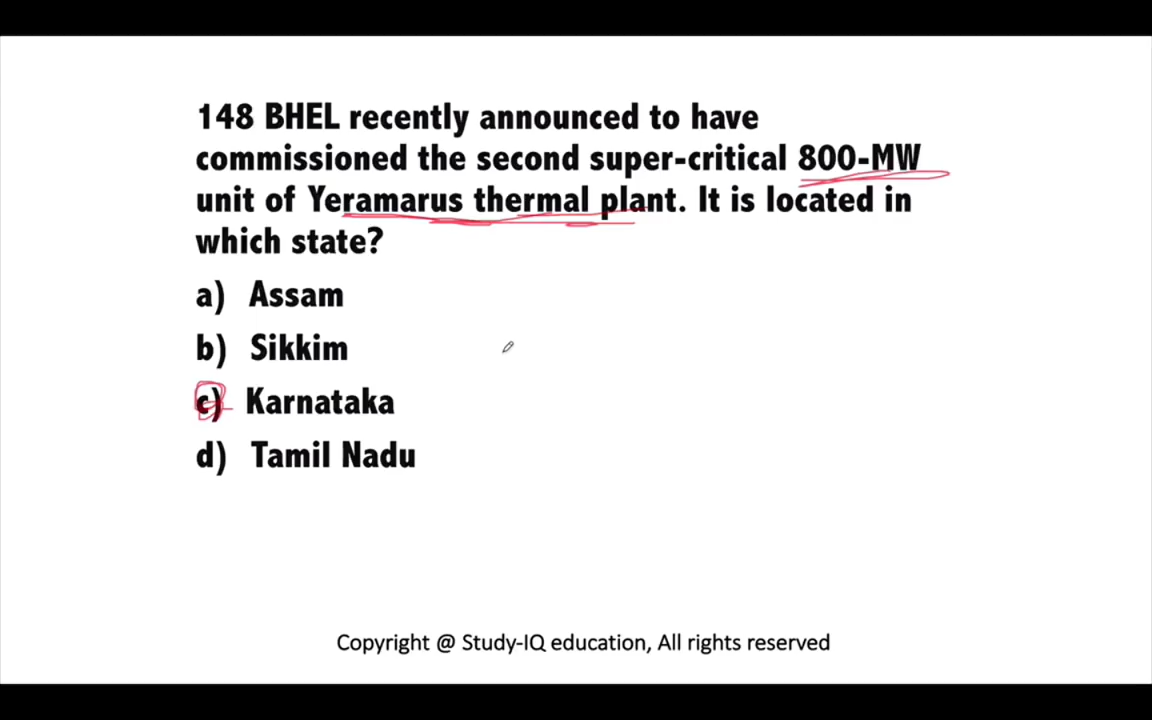 148 BHEL recently announced to have
commissioned the second super-critical 800-MW
unit of Yeramarus thermal plant. It is located in
which state?
a) Assam
b) Sikkim
c) Karnataka
d) Tamil Nadu
Copyright @ Study-IQ education, All rights reserved